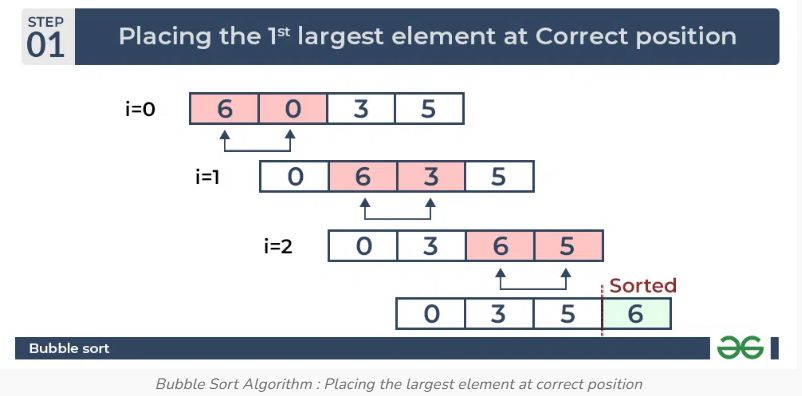 STEP
01
Placing the 1st largest element at Correct position
i=0 6 0 3 5
i=1 0 6 3 5
i=2 0 3 6 5
Sorted
0 3 5 6
Bubble sort
Bubble Sort Algorithm : Placing the largest element at correct position